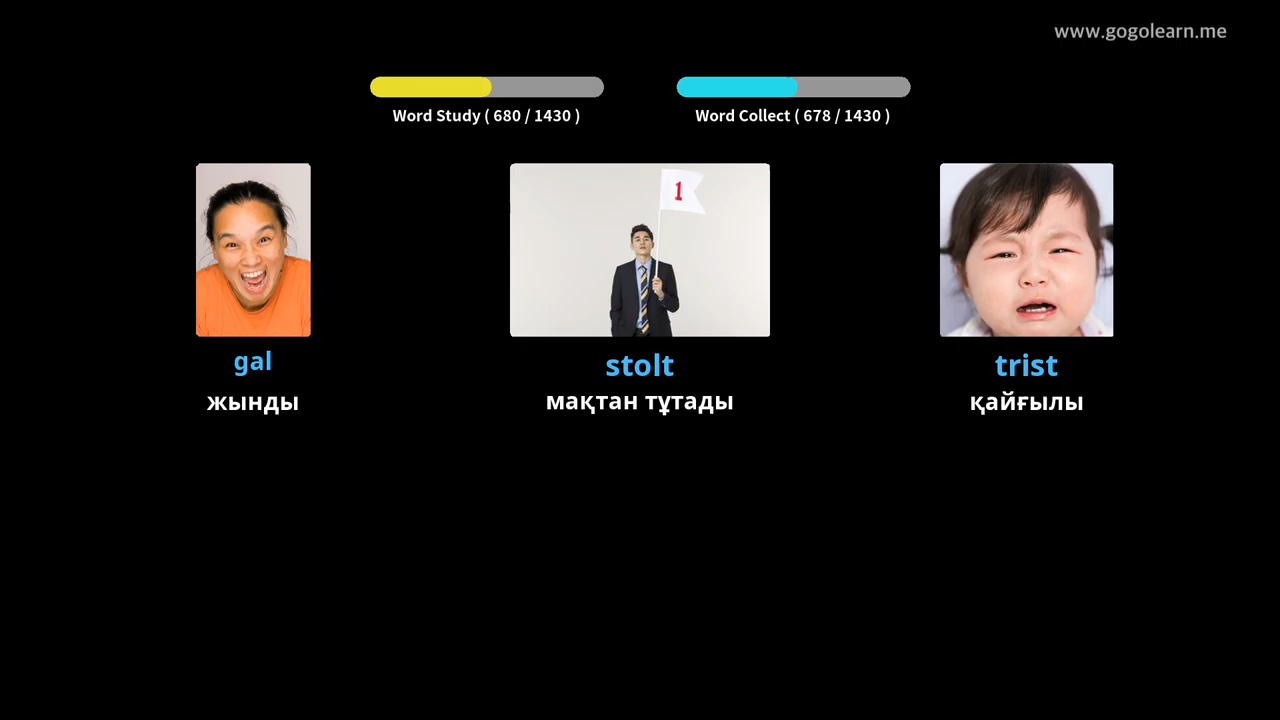 www.gogolearn.me
Word Study ( 680 / 1430 )
Word Collect ( 678 / 1430 )
1
gal
stolt
trist
жынды
мақтан тұтады
қайғылы